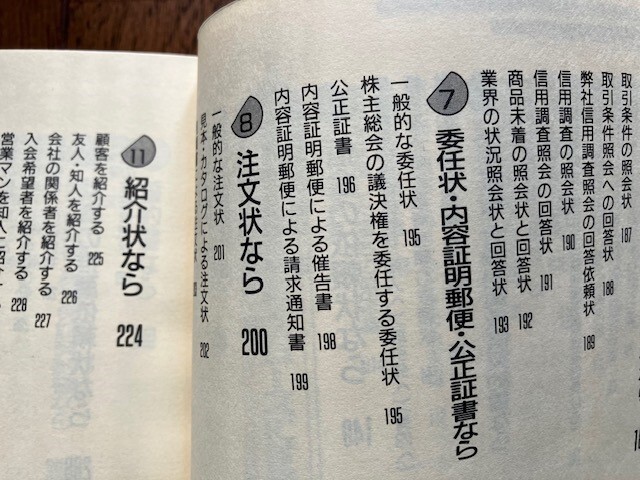 取引条件の照会状 187
取引条件照会への回答状 188
弊社信用調査照会の回答依頼状 189
信用調査の照会状 190
信用調査照会の回答状 191
商品未着の照会状と回答状 192
業界の状況照会状と回答状 193
7 委任状・内容証明郵便・公正証書なら
一般的な委任状 195
株主総会の議決権を委任する委任状 195
公正証書 196
内容証明郵便による催告書 198
内容証明郵便による請求通知書 199
8 注文状なら 200
一般的な注文状 201
見本・カタログによる注文状 202
11 紹介状なら 224
顧客を紹介する 225
友人・知人を紹介する 226
会社の関係者を紹介する 227
入会希望者を紹介する 228
営業マンを知人に紹介